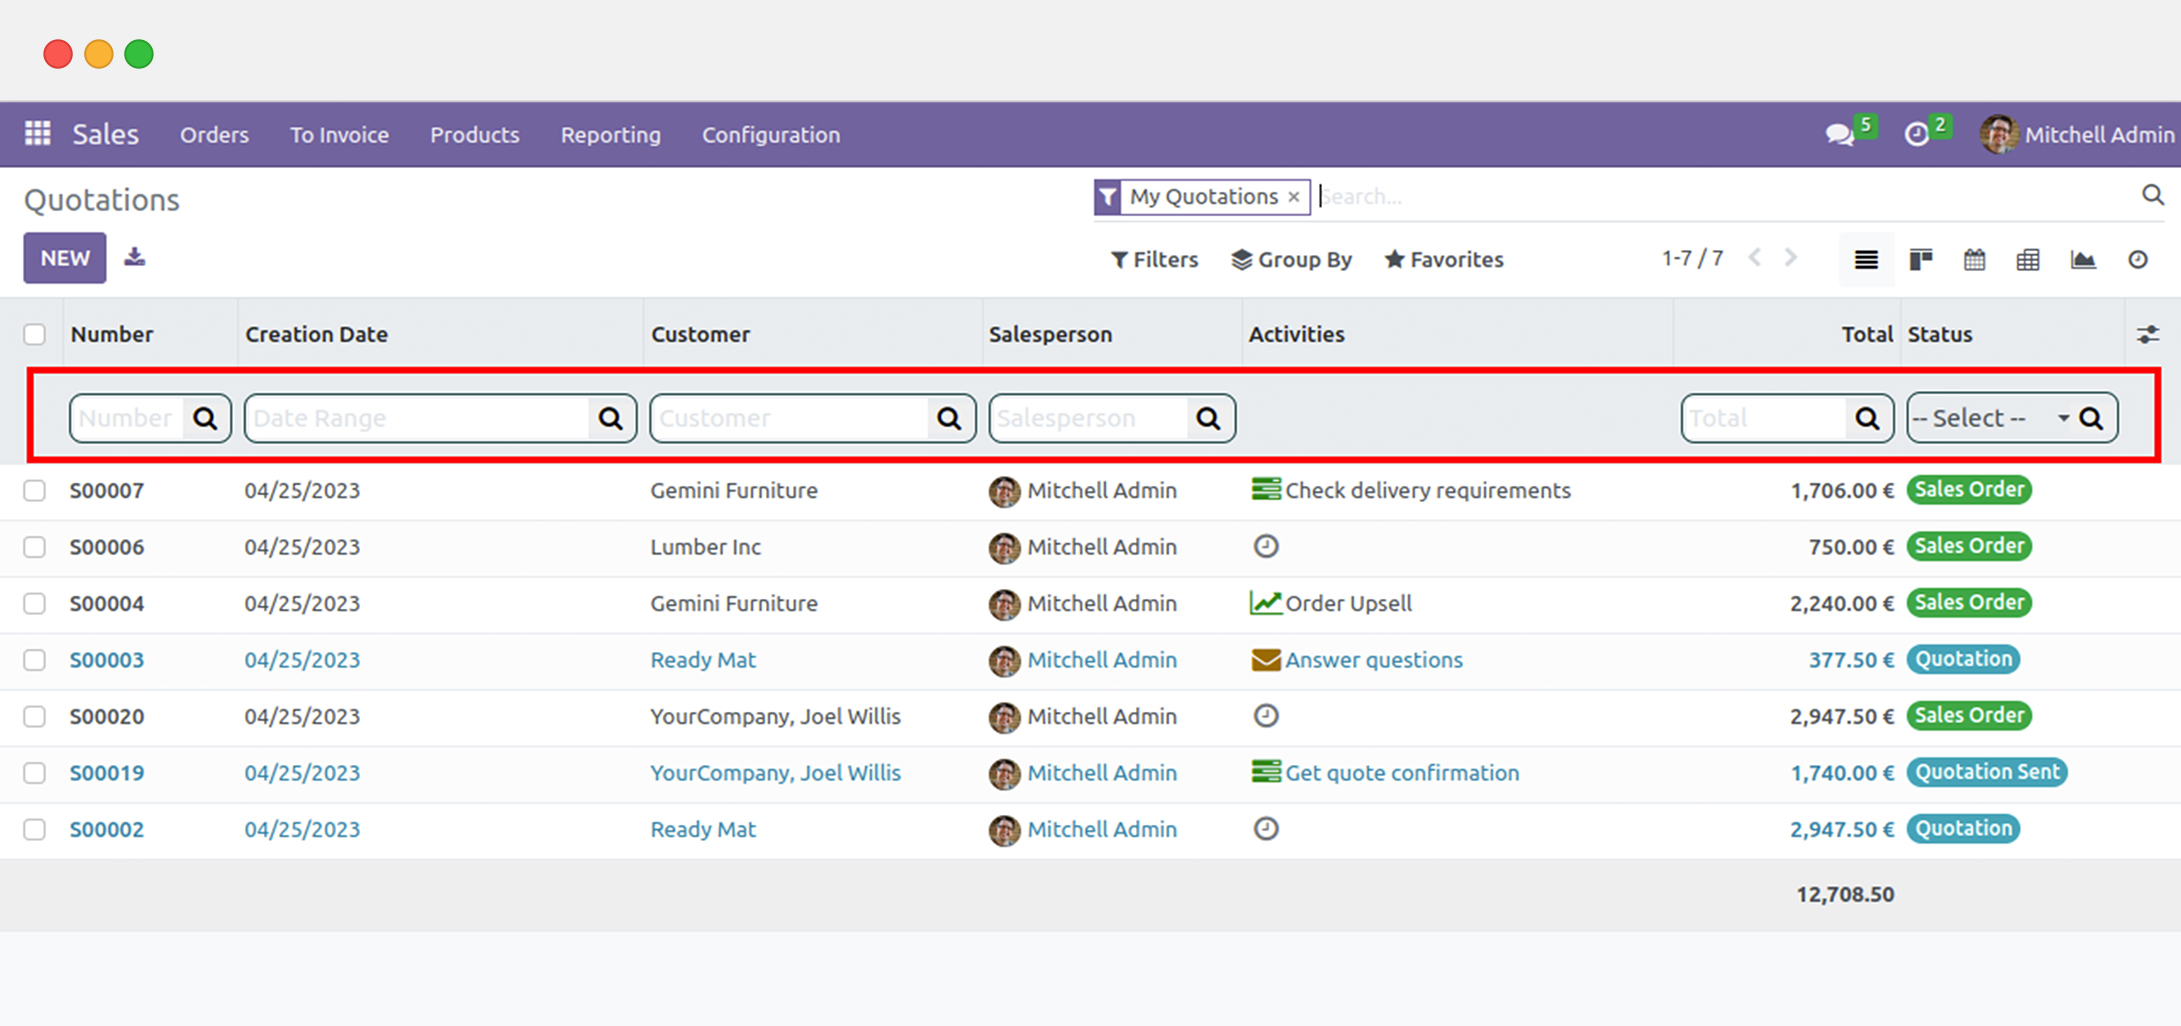 Sales Orders To Invoice Products Reporting Configuration 5 2 Mitchell Admin
Quotations My Quotations × Search...
NEW Filters Group By Favorites 1-7 / 7
Number Creation Date Customer Salesperson Activities Total Status
Number Date Range Customer Salesperson Total -- Select --
S00007 04/25/2023 Gemini Furniture Mitchell Admin Check delivery requirements 1,706.00 € Sales Order
S00006 04/25/2023 Lumber Inc Mitchell Admin 750.00 € Sales Order
S00004 04/25/2023 Gemini Furniture Mitchell Admin Order Upsell 2,240.00 € Sales Order
S00003 04/25/2023 Ready Mat Mitchell Admin Answer questions 377.50 € Quotation
S00020 04/25/2023 YourCompany, Joel Willis Mitchell Admin 2,947.50 € Sales Order
S00019 04/25/2023 YourCompany, Joel Willis Mitchell Admin Get quote confirmation 1,740.00 € Quotation Sent
S00002 04/25/2023 Ready Mat Mitchell Admin 2,947.50 € Quotation
12,708.50